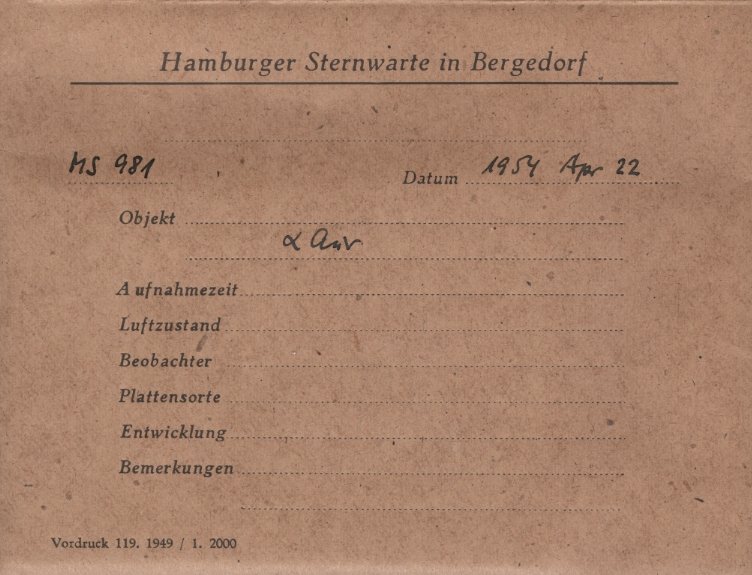 Hamburger Sternwarte in Bergedorf
MS 981 Datum 1954 Apr 22
Objekt
α Aur
Aufnahmezeit
Luftzustand
Beobachter
Plattensorte
Entwicklung
Bemerkungen
Vordruck 119. 1949 / 1. 2000